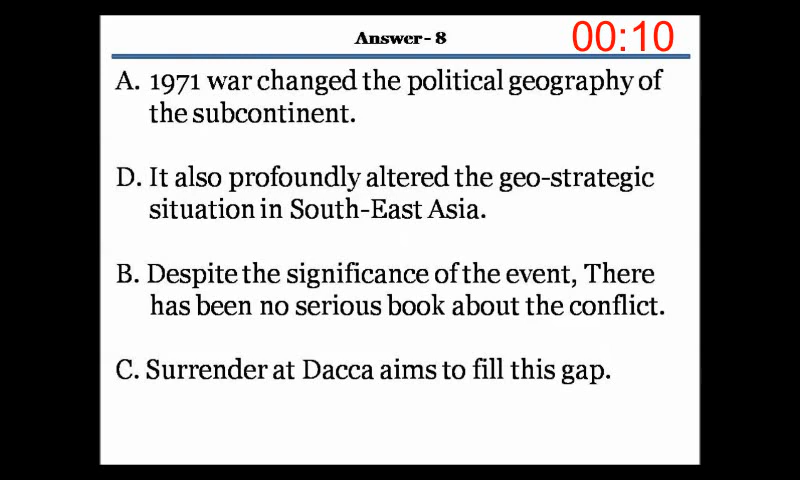 Answer- 8
00:10
A. 1971 war changed the political geography of
the subcontinent.
D. It also profoundly altered the geo-strategic
situation in South-East Asia.
B. Despite the significance of the event, There
has been no serious book about the conflict.
C. Surrender at Dacca aims to fill this gap.